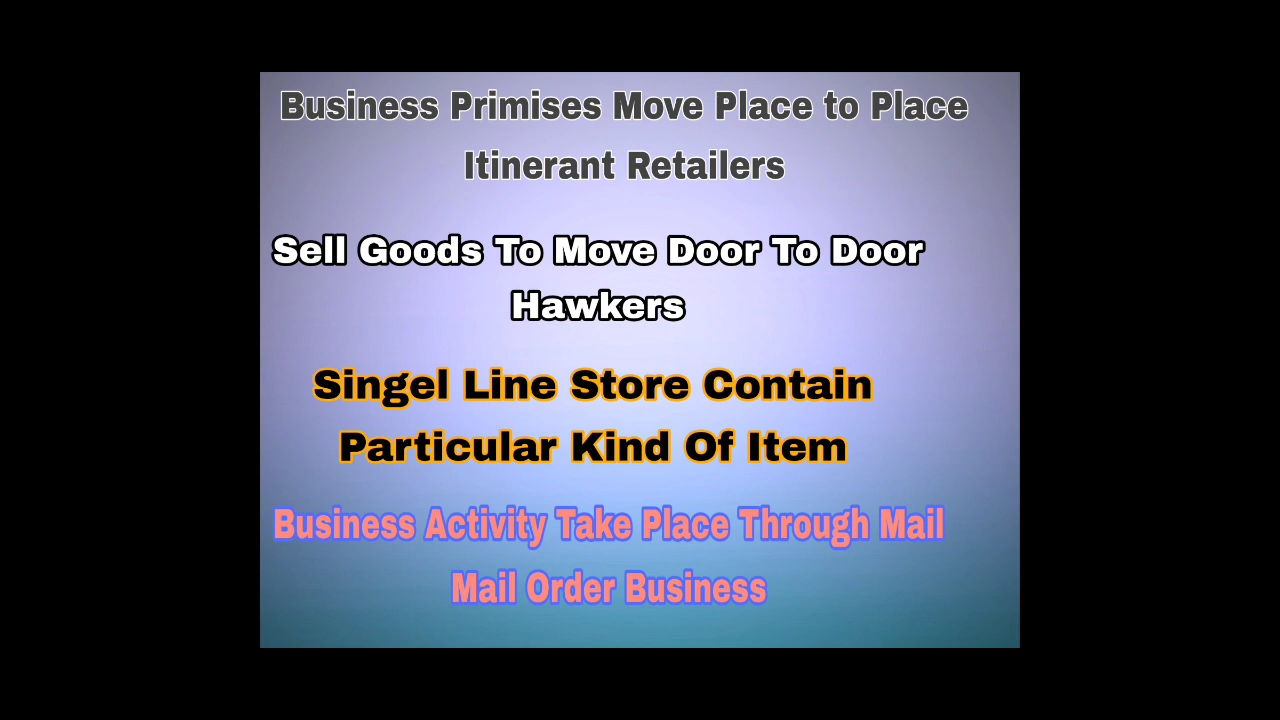 Business Primises Move Place to Place
Itinerant Retailers
Sell Goods To Move Door To Door
Hawkers
Singel Line Store Contain
Particular Kind Of Item
Business Activity Take Place Through Mail
Mail Order Business